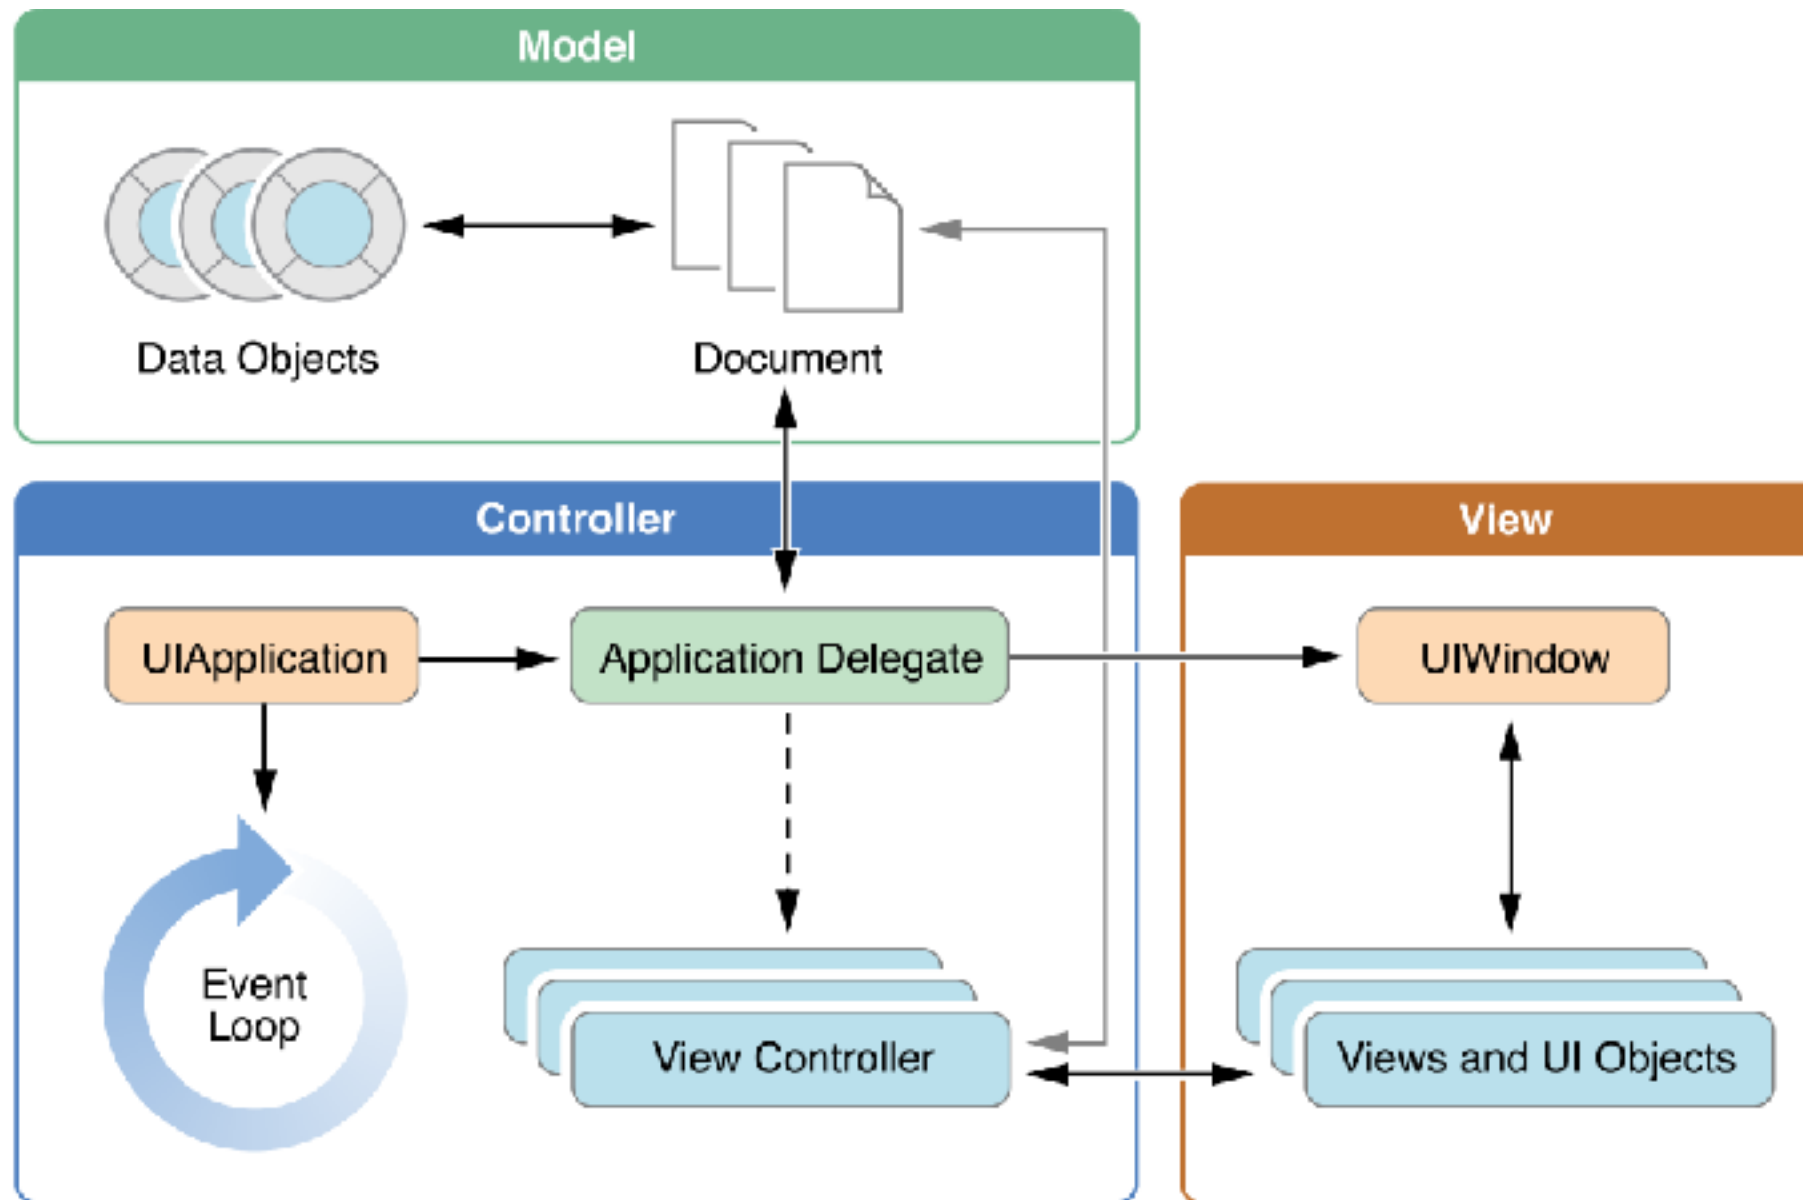 Model
Data Objects
Document
Controller
View
UIApplication
Application Delegate
UIWindow
Event
Loop
View Controller
Views and UI Objects